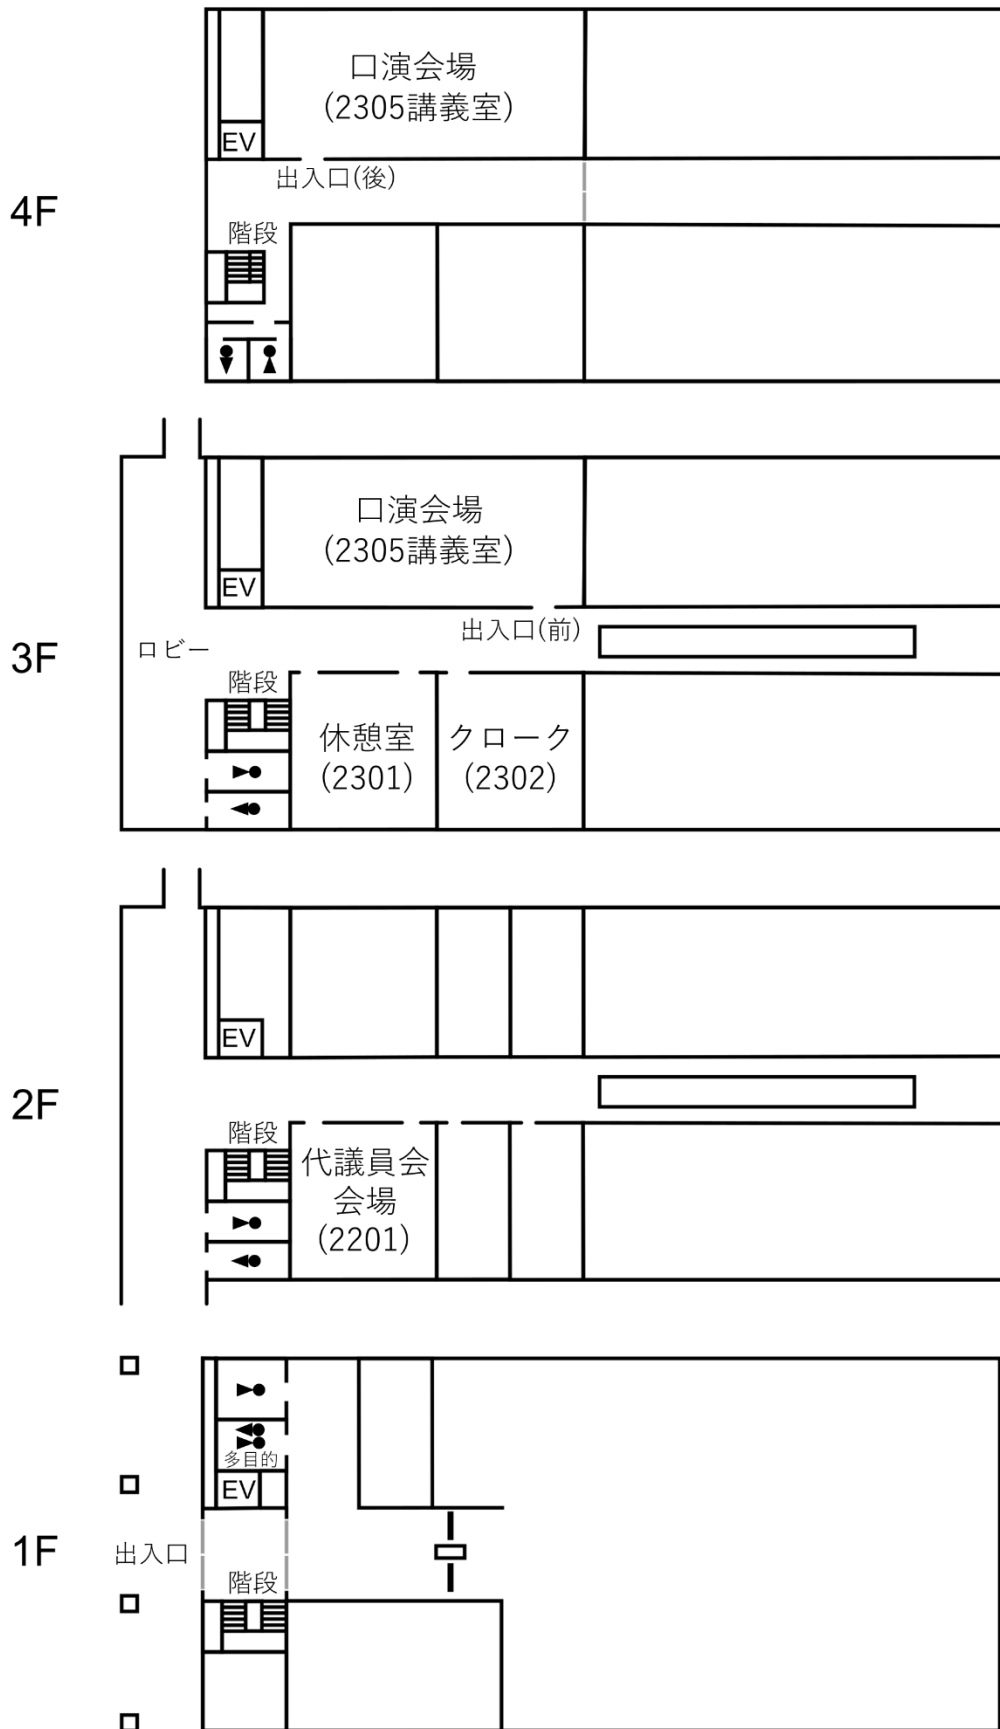 4F
口演会場
(2305講義室)
EV
出入口(後)
階段
3F
口演会場
(2305講義室)
EV
出入口(前)
ロビー
階段
休憩室
(2301)
クローク
(2302)
2F
EV
階段
代議員会
会場
(2201)
1F
多目的
EV
出入口
階段